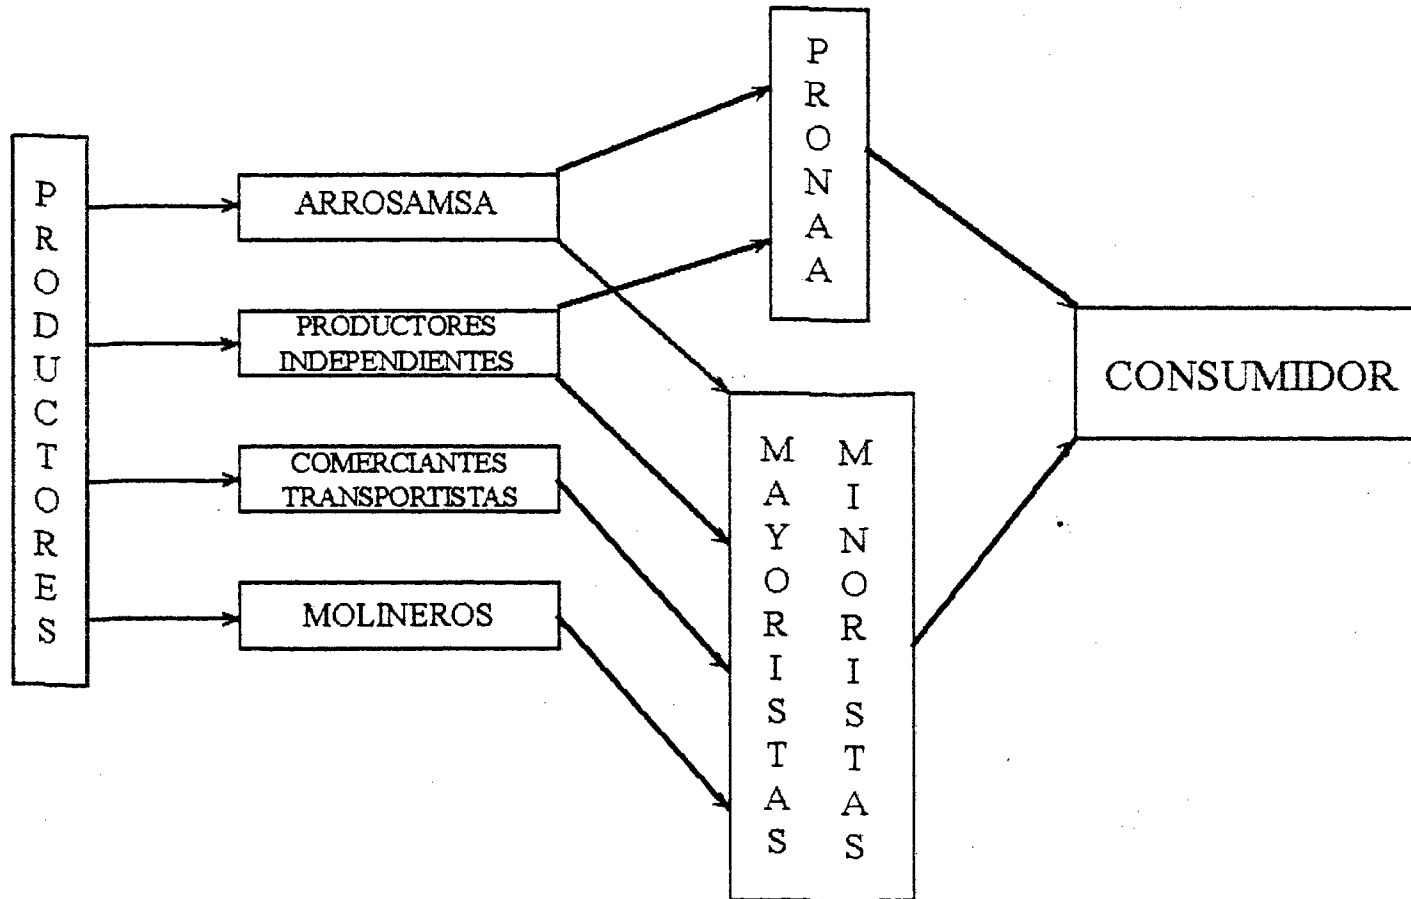 PRODUCTORES
ARROSAMSA
PRODUCTORES
INDEPENDIENTES
COMERCIANTES
TRANSPORTISTAS
MOLINEROS
PRONAA
MAYORISTAS
MINORISTAS
CONSUMIDOR